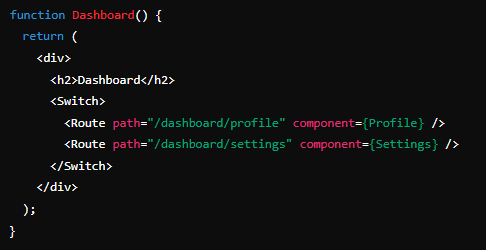 function Dashboard() {
  return (
    <div>
      <h2>Dashboard</h2>
      <Switch>
        <Route path="/dashboard/profile" component={Profile} />
        <Route path="/dashboard/settings" component={Settings} />
      </Switch>
    </div>
  );
}